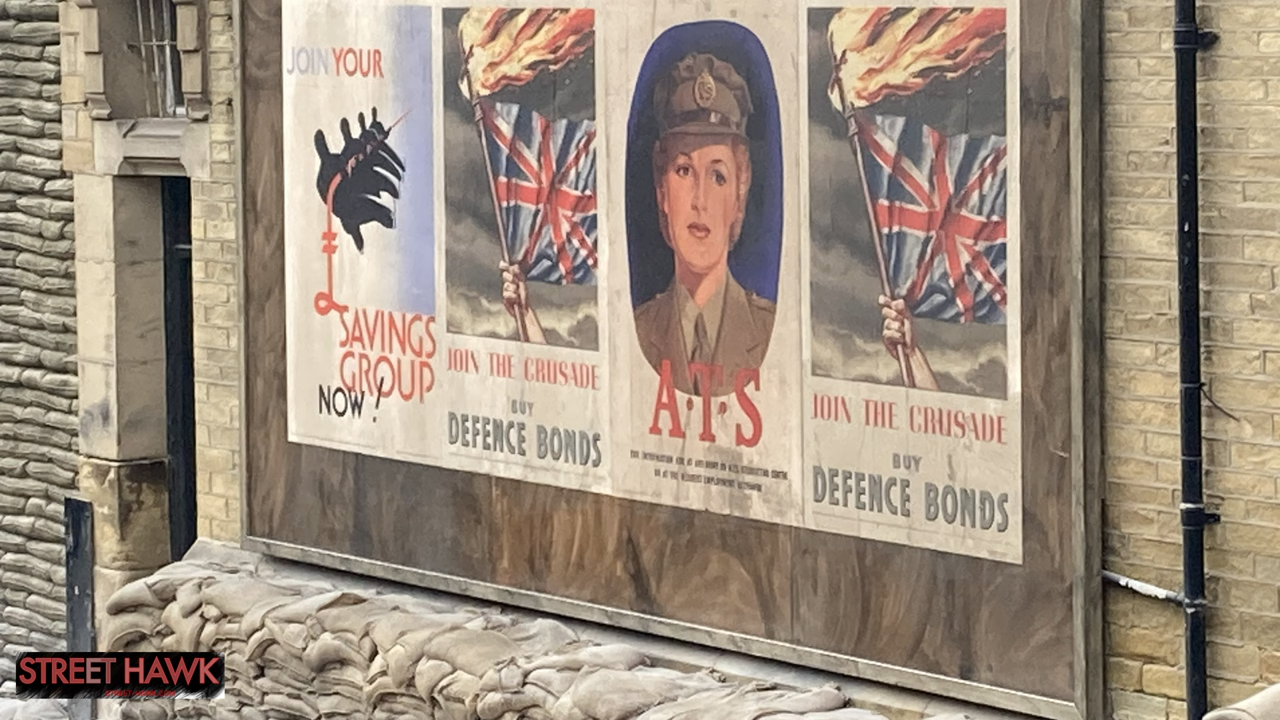 JOIN YOUR
£
SAVINGS
GROUP
NOW!
JOIN THE CRUSADE
BUY
DEFENCE BONDS
A·T·S
JOIN THE CRUSADE
BUY
DEFENCE BONDS
STREET HAWK